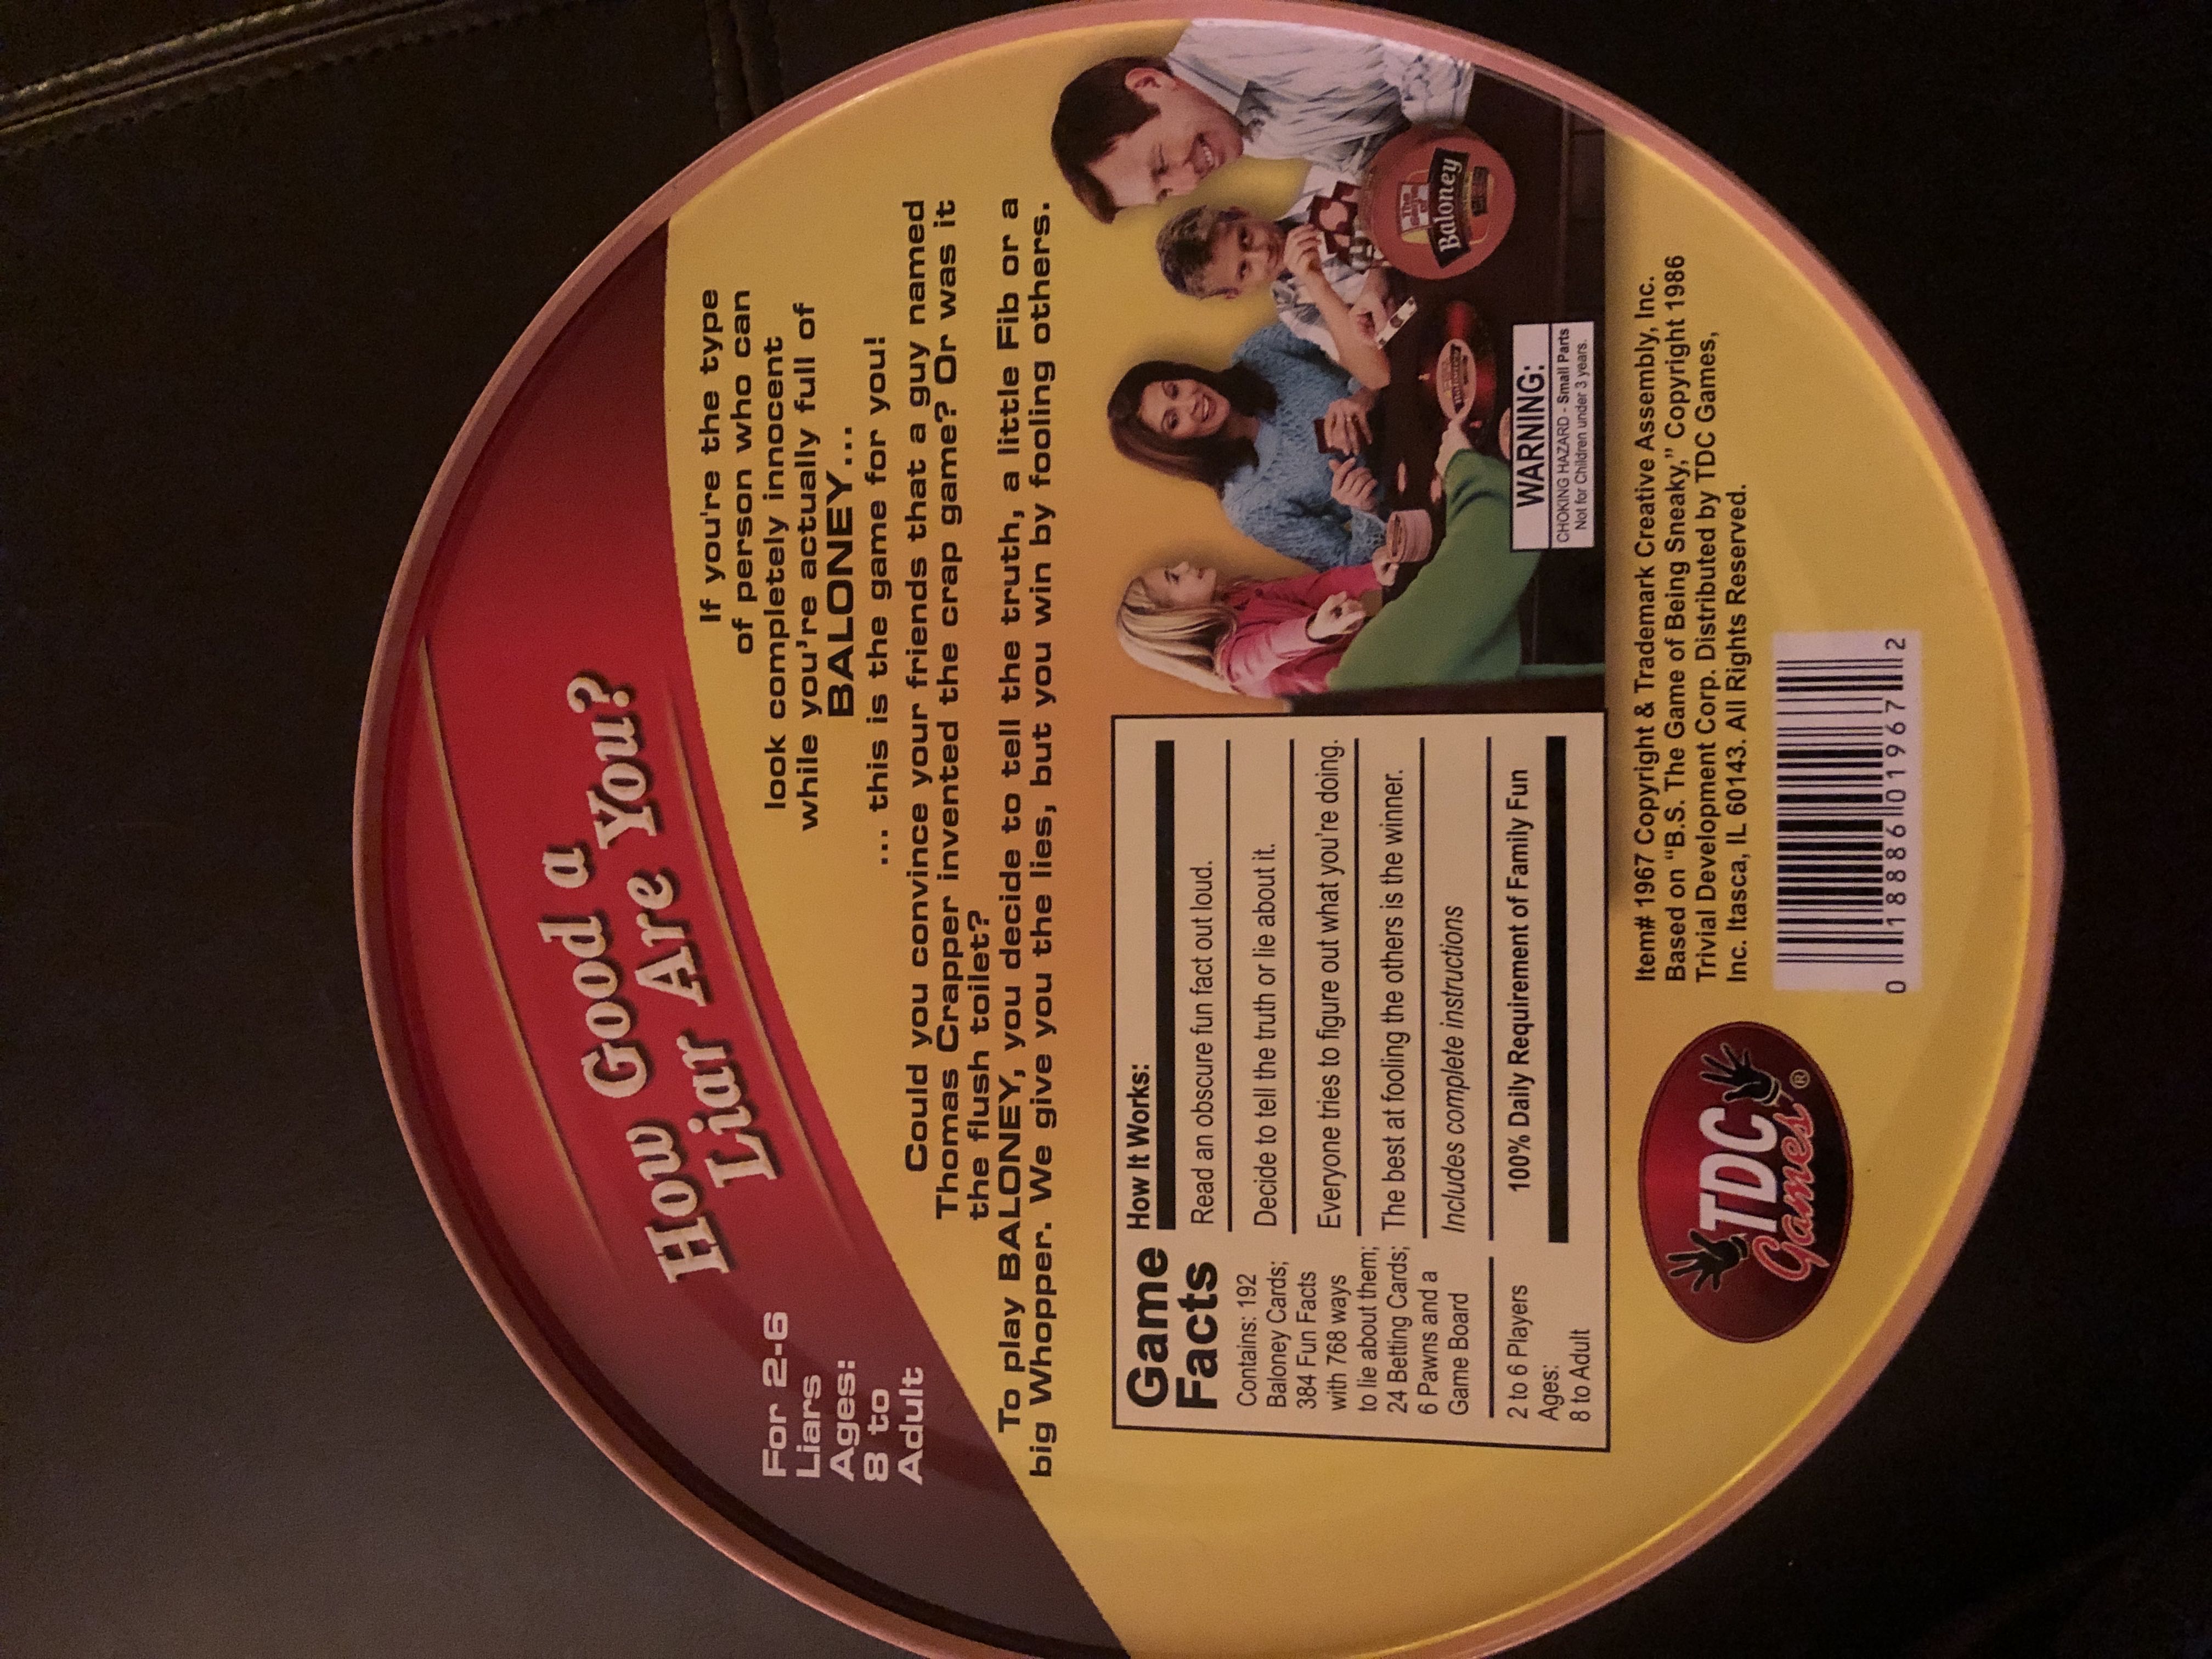 How Good a
Liar Are You?
For 2-6
Liars
Ages:
8 to
Adult
If you're the type
of person who can
look completely innocent
while you're actually full of
BALONEY...
... this is the game for you!
Could you convince your friends that a guy named
Thomas Crapper invented the crap game? Or was it
the flush toilet?
To play BALONEY, you decide to tell the truth, a little Fib or a
big Whopper. We give you the lies, but you win by fooling others.
Game
Facts
Contains: 192
Baloney Cards;
384 Fun Facts
with 768 ways
to lie about them;
24 Betting Cards;
6 Pawns and a
Game Board
2 to 6 Players
Ages:
8 to Adult
How It Works:
Read an obscure fun fact out loud.
Decide to tell the truth or lie about it.
Everyone tries to figure out what you're doing.
The best at fooling the others is the winner.
Includes complete instructions
100% Daily Requirement of Family Fun
The
Game
of
Baloney
WARNING:
CHOKING HAZARD - Small Parts
Not for Children under 3 years.
TDC
Games®
Item# 1967 Copyright & Trademark Creative Assembly, Inc.
Based on "B.S. The Game of Being Sneaky," Copyright 1986
Trivial Development Corp. Distributed by TDC Games,
Inc. Itasca, IL 60143. All Rights Reserved.
0 18886 01967 2